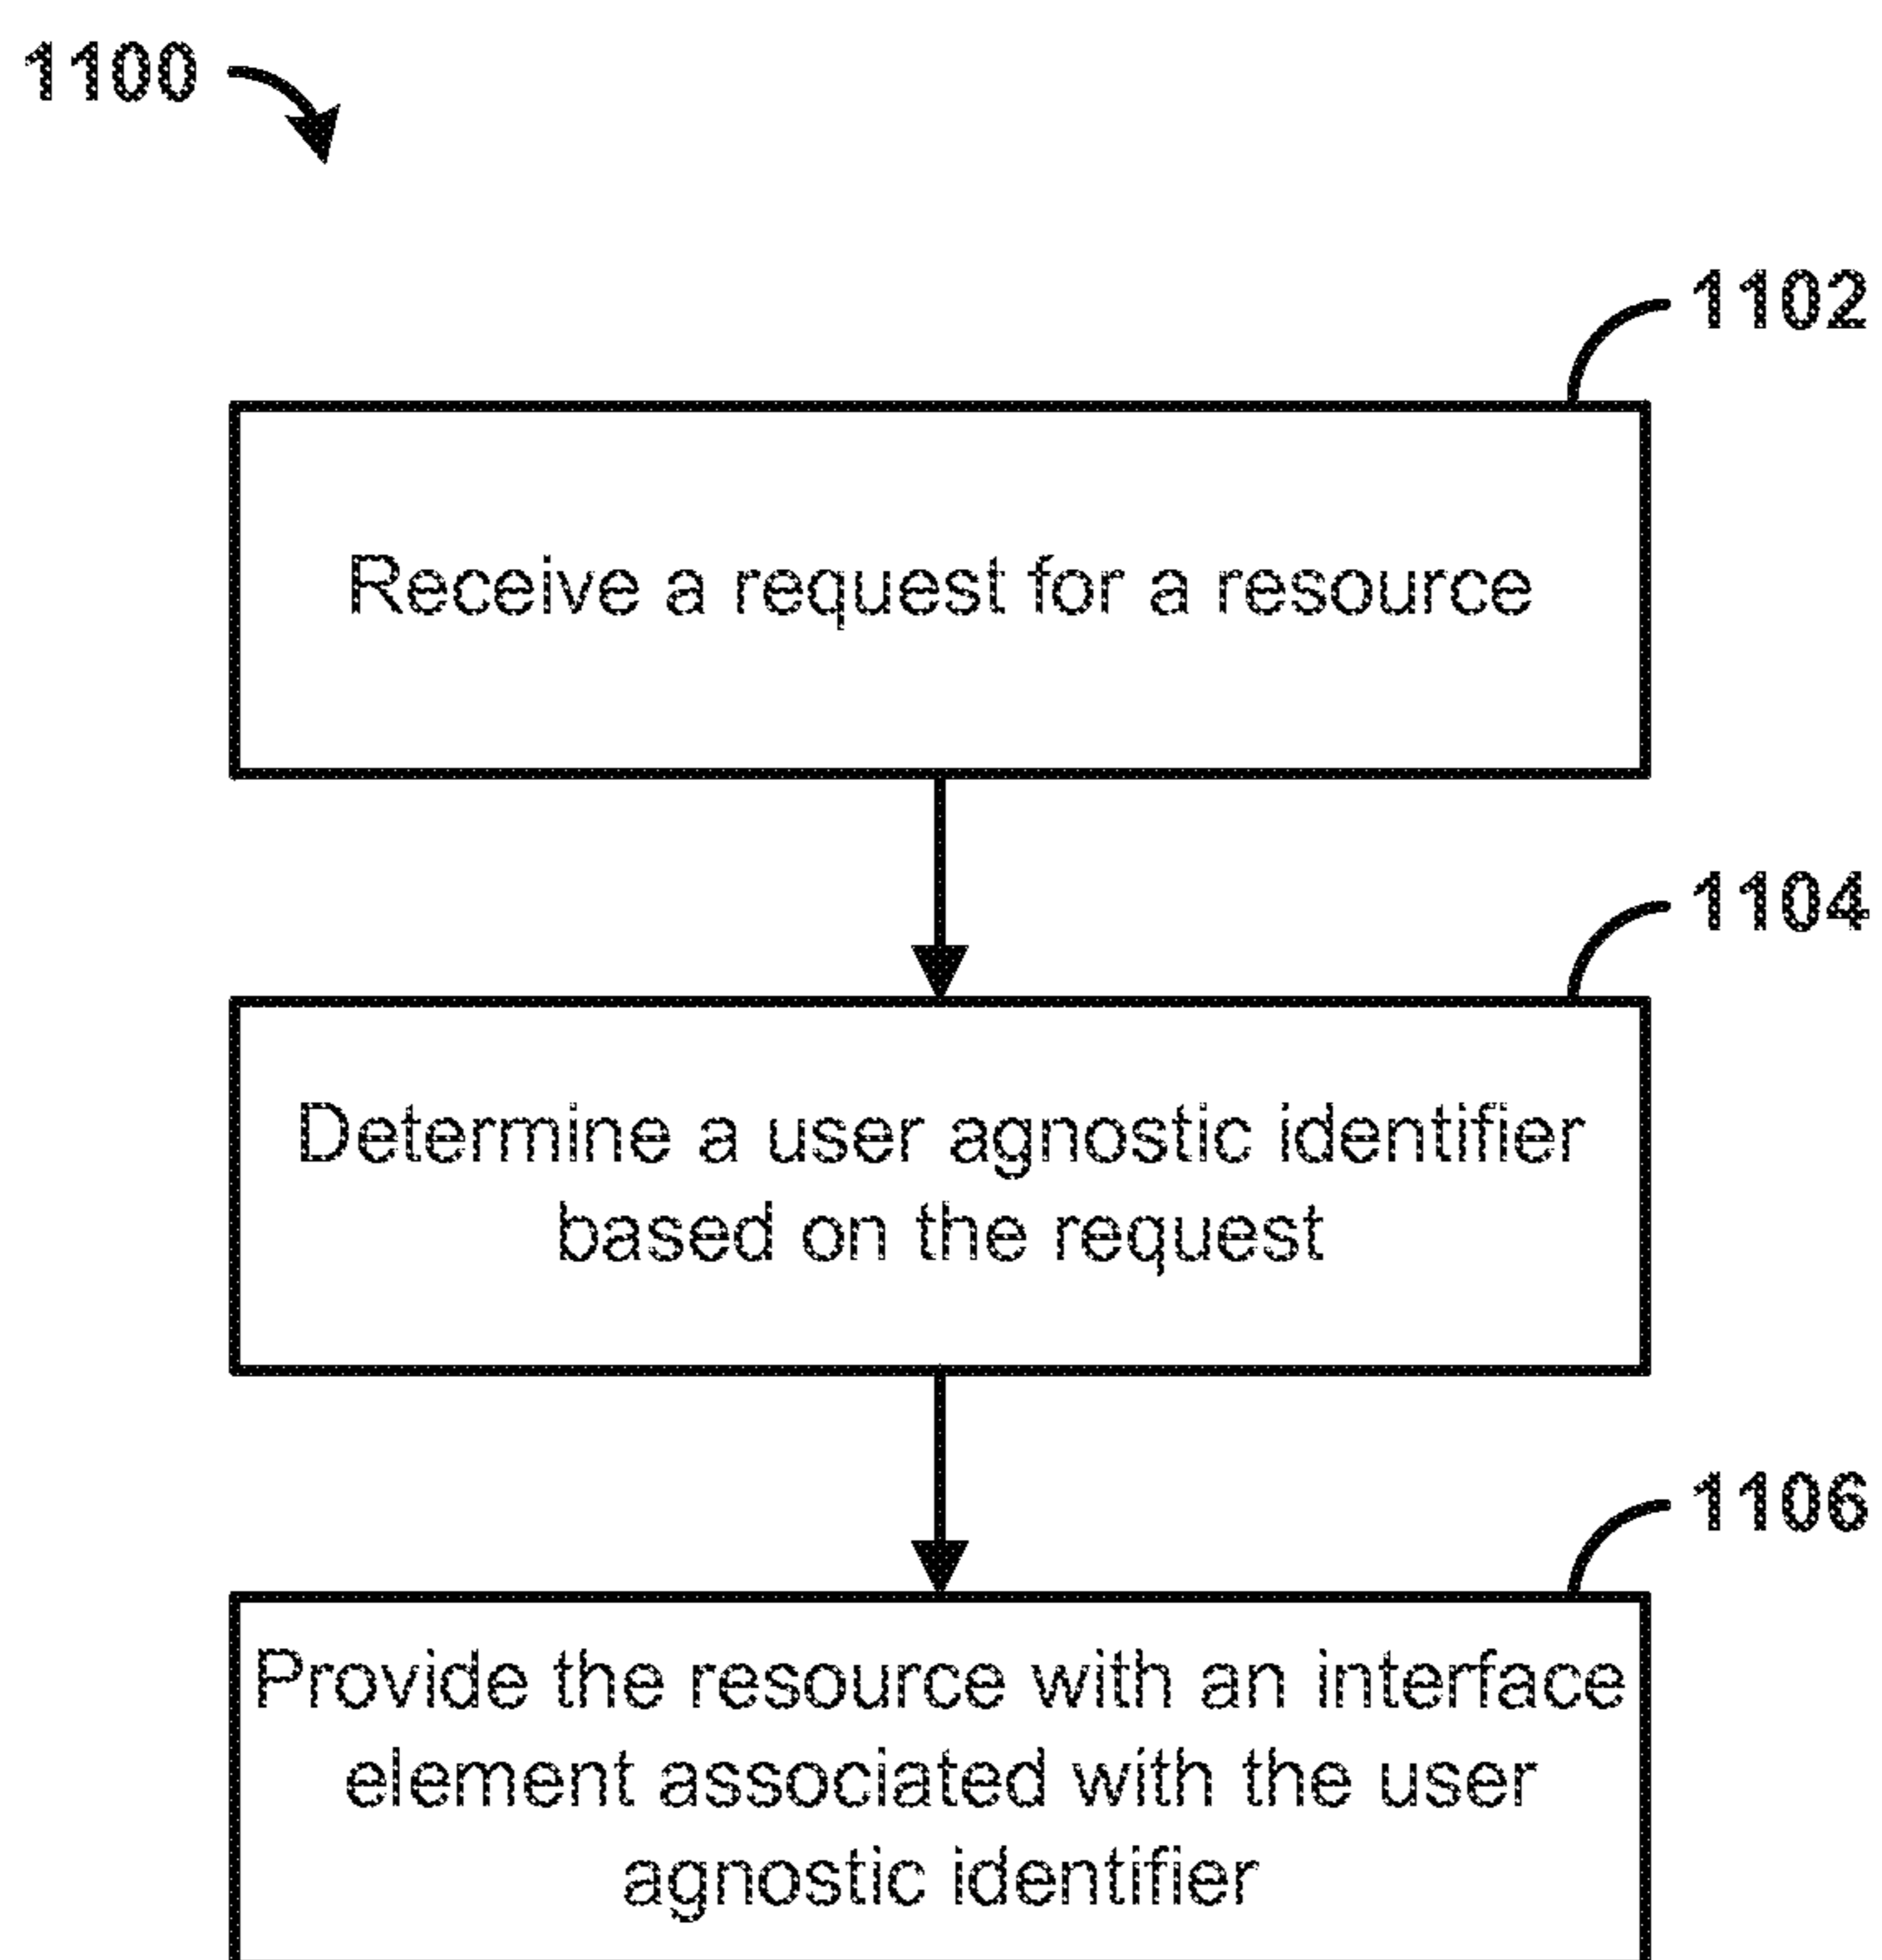 1100
1102
Receive a request for a resource
1104
Determine a user agnostic identifier
based on the request
1106
Provide the resource with an interface
element associated with the user
agnostic identifier